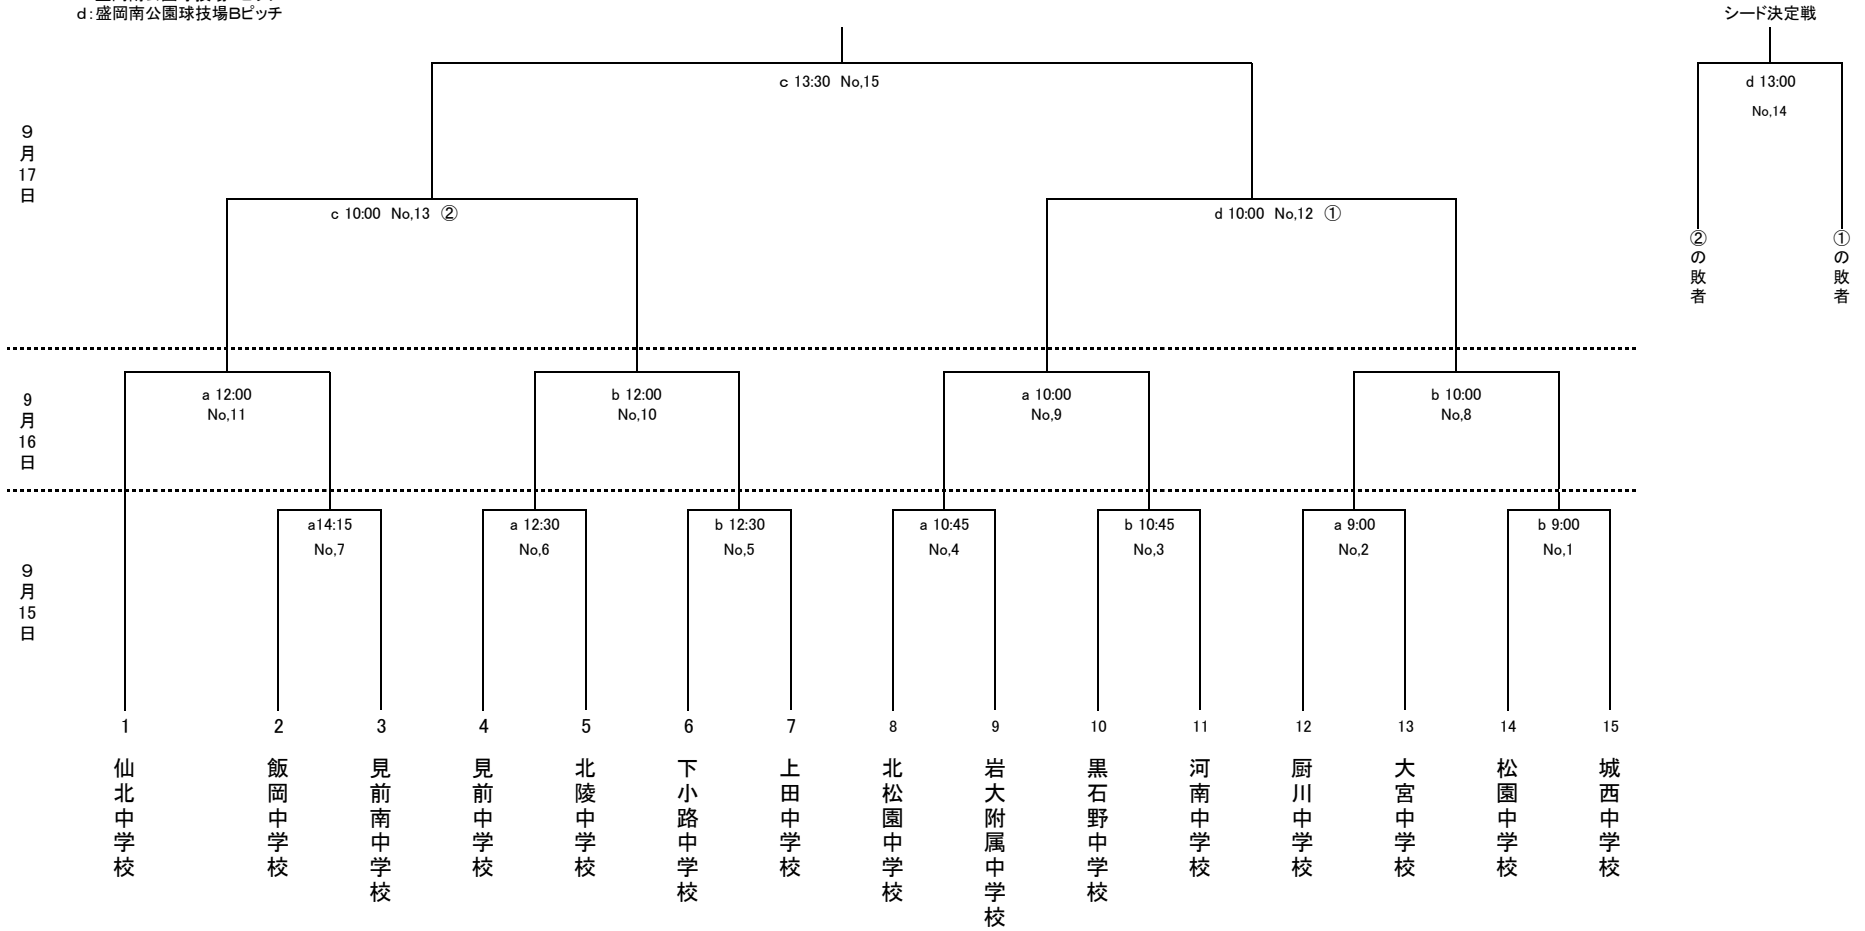 d:盛岡南公園球技場Bピッチ
シード決定戦
c 13:30 No,15
d 13:00
No,14
9月17日
c 10:00 No,13 ②
d 10:00 No,12 ①
②の敗者
①の敗者
9月16日
a 12:00
No,11
b 12:00
No,10
a 10:00
No,9
b 10:00
No,8
9月15日
a14:15
No,7
a 12:30
No,6
b 12:30
No,5
a 10:45
No,4
b 10:45
No,3
a 9:00
No,2
b 9:00
No,1
1
仙北中学校
2
飯岡中学校
3
見前南中学校
4
見前中学校
5
北陵中学校
6
下小路中学校
7
上田中学校
8
北松園中学校
9
岩大附属中学校
10
黒石野中学校
11
河南中学校
12
厨川中学校
13
大宮中学校
14
松園中学校
15
城西中学校